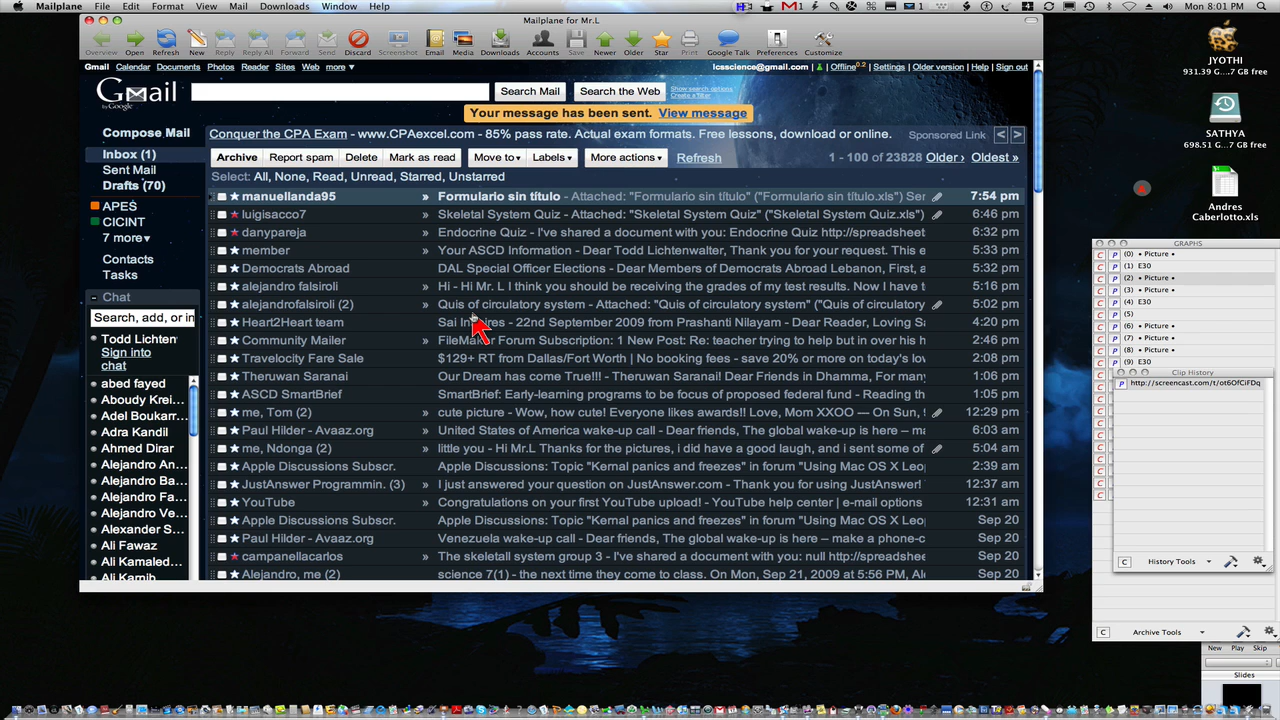 Mailplane File Edit Format View Mail Downloads Window Help
1 Mon 8:01 PM
Mailplane for Mr.L
Overview Open Refresh New Reply Reply All Forward Send Discard Screenshot Email Media Downloads Accounts Save Newer Older Star Print Google Talk Preferences Customize
Gmail Calendar Documents Photos Reader Sites Web more ▾ lcsscience@gmail.com | Offline 0.2 | Settings | Older version | Help | Sign out
Gmail by Google Search Mail Search the Web Show search options
Create a filter
Your message has been sent. View message
Compose Mail
Inbox (1)
Sent Mail
Drafts (70)
APES
CICINT
7 more▾
Contacts
Tasks
Conquer the CPA Exam - www.CPAexcel.com - 85% pass rate. Actual exam formats. Free lessons, download or online. Sponsored Link < >
Archive Report spam Delete Mark as read Move to▾ Labels▾ More actions▾ Refresh 1 - 100 of 23828 Older › Oldest »
Select: All, None, Read, Unread, Starred, Unstarred
manuellanda95 » Formulario sin título - Attached: "Formulario sin título" ("Formulario sin título.xls") Se 7:54 pm
luigisacco7 » Skeletal System Quiz - Attached: "Skeletal System Quiz" ("Skeletal System Quiz.xls") 6:46 pm
danypareja » Endocrine Quiz - I've shared a document with you: Endocrine Quiz http://spreadsheet 6:32 pm
member » Your ASCD Information - Dear Todd Lichtenwalter, Thank you for your request. This e 5:33 pm
Democrats Abroad DAL Special Officer Elections - Dear Members of Democrats Abroad Lebanon, First, a 5:32 pm
alejandro falsiroli » Hi - Hi Mr. L I think you should be receiving the grades of my test results. Now I have t 5:16 pm
alejandrofalsiroli (2) » Quis of circulatory system - Attached: "Quis of circulatory system" ("Quis of circulatory 5:02 pm
Heart2Heart team Sai - 22nd September 2009 from Prashanti Nilayam - Dear Reader, Loving Sa 4:20 pm
Community Mailer FileMaker Forum Subscription: 1 New Post: Re: teacher trying to help but in over his h 2:46 pm
Travelocity Fare Sale $129+ RT from Dallas/Fort Worth | No booking fees - save 20% or more on today's lo 2:08 pm
Theruwan Saranai Our Dream has come True!!! - Theruwan Saranai! Dear Friends in Dhamma, For many 1:16 pm
ASCD SmartBrief SmartBrief: Early-learning programs to be focus of proposed federal fund - Reading 1:05 pm
me, Tom (2) » cute picture - Wow, how cute! Everyone likes awards!! Love, Mom XXOO — On Sun, 12:29 pm
Paul Hilder - Avaaz.org United States of America wake-up call - Dear friends, The global wake-up is here – ma 6:03 am
me, Ndonga (2) » little you - Hi Mr.L Thanks for the pictures, i did have a good laugh, and i sent some o 5:04 am
Apple Discussions Subscr. Apple Discussions: Topic "Kernal panics and freezes" in forum "Using Mac OS X Leo 2:39 am
JustAnswer Programmin. (3) » I just answered your question on JustAnswer.com - Thank you for using JustAnswer! 12:37 am
YouTube Congratulations on your first YouTube upload! - YouTube help center | e-mail options 12:31 am
Apple Discussions Subscr. Apple Discussions: Topic "Kernal panics and freezes" in forum "Using Mac OS X Leo Sep 20
Paul Hilder - Avaaz.org Venezuela wake-up call - Dear friends, The global wake-up is here – make a phone-c Sep 20
campanellacarlos » The skeletall system group 3 - I've shared a document with you: null http://spreadshee Sep 20
Alejandro, me (2) » science 7(1) - the next time they come to class. On Mon, Sep 21, 2009 at 5:56 PM, Alejandro Sep 20
Chat
Search, add, or in
Todd Lichten
Sign into
chat
abed fayed
Aboudy Krei...
Adel Boukarr...
Adra Kandil
Ahmed Dirar
Alejandro An...
Alejandro Ba...
Alejandro Fa...
Alejandro Ve...
Alexander S...
Ali Fawaz
Ali Kamaled...
Ali Karnib
JYOTHI
931.39 G....7 GB free
SATHYA
698.51 G...7 GB free
Andres
Caberlotto.xls
GRAPHS
C P (0) • Picture •
C P (1) E30
C P (2) • Picture •
C P (3) • Picture •
C P (4) E30
C P (5)
C P (6) • Picture •
C P (7) • Picture •
C P (8) • Picture •
C P (9) E30
Clip History
P http://screencast.com/t/ot6OfCiFDq
C History Tools
C Archive Tools
New Play Skip
Slides